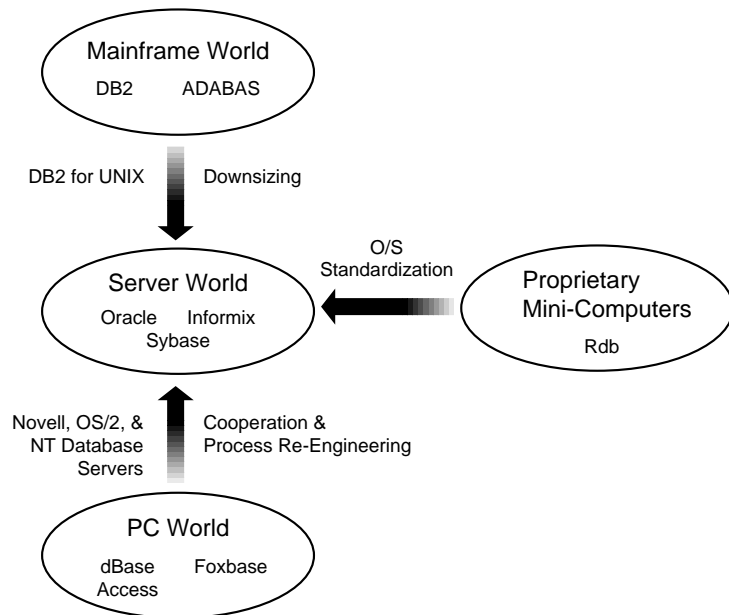 Mainframe World
DB2 ADABAS
DB2 for UNIX Downsizing
O/S
Standardization
Server World
Oracle Informix
Sybase
Proprietary
Mini-Computers
Rdb
Novell, OS/2, &
NT Database
Servers
Cooperation &
Process Re-Engineering
PC World
dBase Foxbase
Access